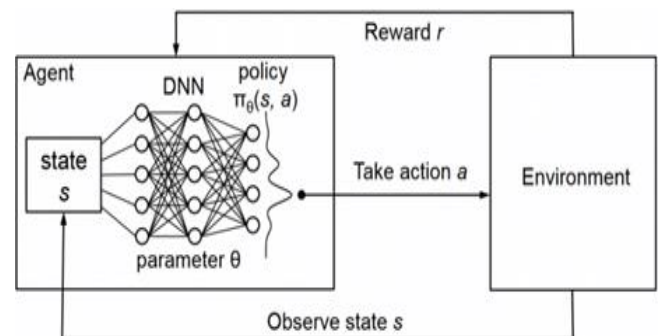 Reward r
Agent
DNN
policy
πθ(s, a)
state
s
Take action a
Environment
parameter θ
Observe state s